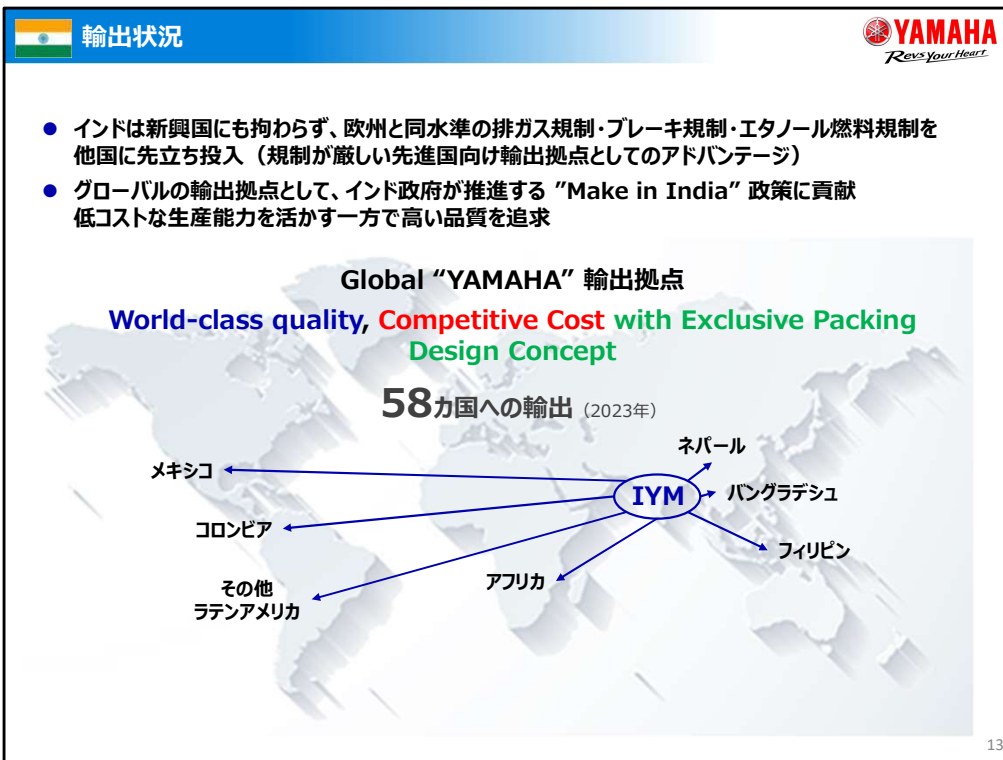 輸出状況
YAMAHA
Revs Your Heart
● インドは新興国にも拘わらず、欧州と同水準の排ガス規制・ブレーキ規制・エタノール燃料規制を
他国に先立ち投入（規制が厳しい先進国向け輸出拠点としてのアドバンテージ）
● グローバルの輸出拠点として、インド政府が推進する ”Make in India” 政策に貢献
低コストな生産能力を活かす一方で高い品質を追求
Global “YAMAHA” 輸出拠点
World-class quality, Competitive Cost with Exclusive Packing
Design Concept
58カ国への輸出（2023年）
ネパール
メキシコ
IYM
バングラデシュ
コロンビア
フィリピン
アフリカ
その他
ラテンアメリカ
13